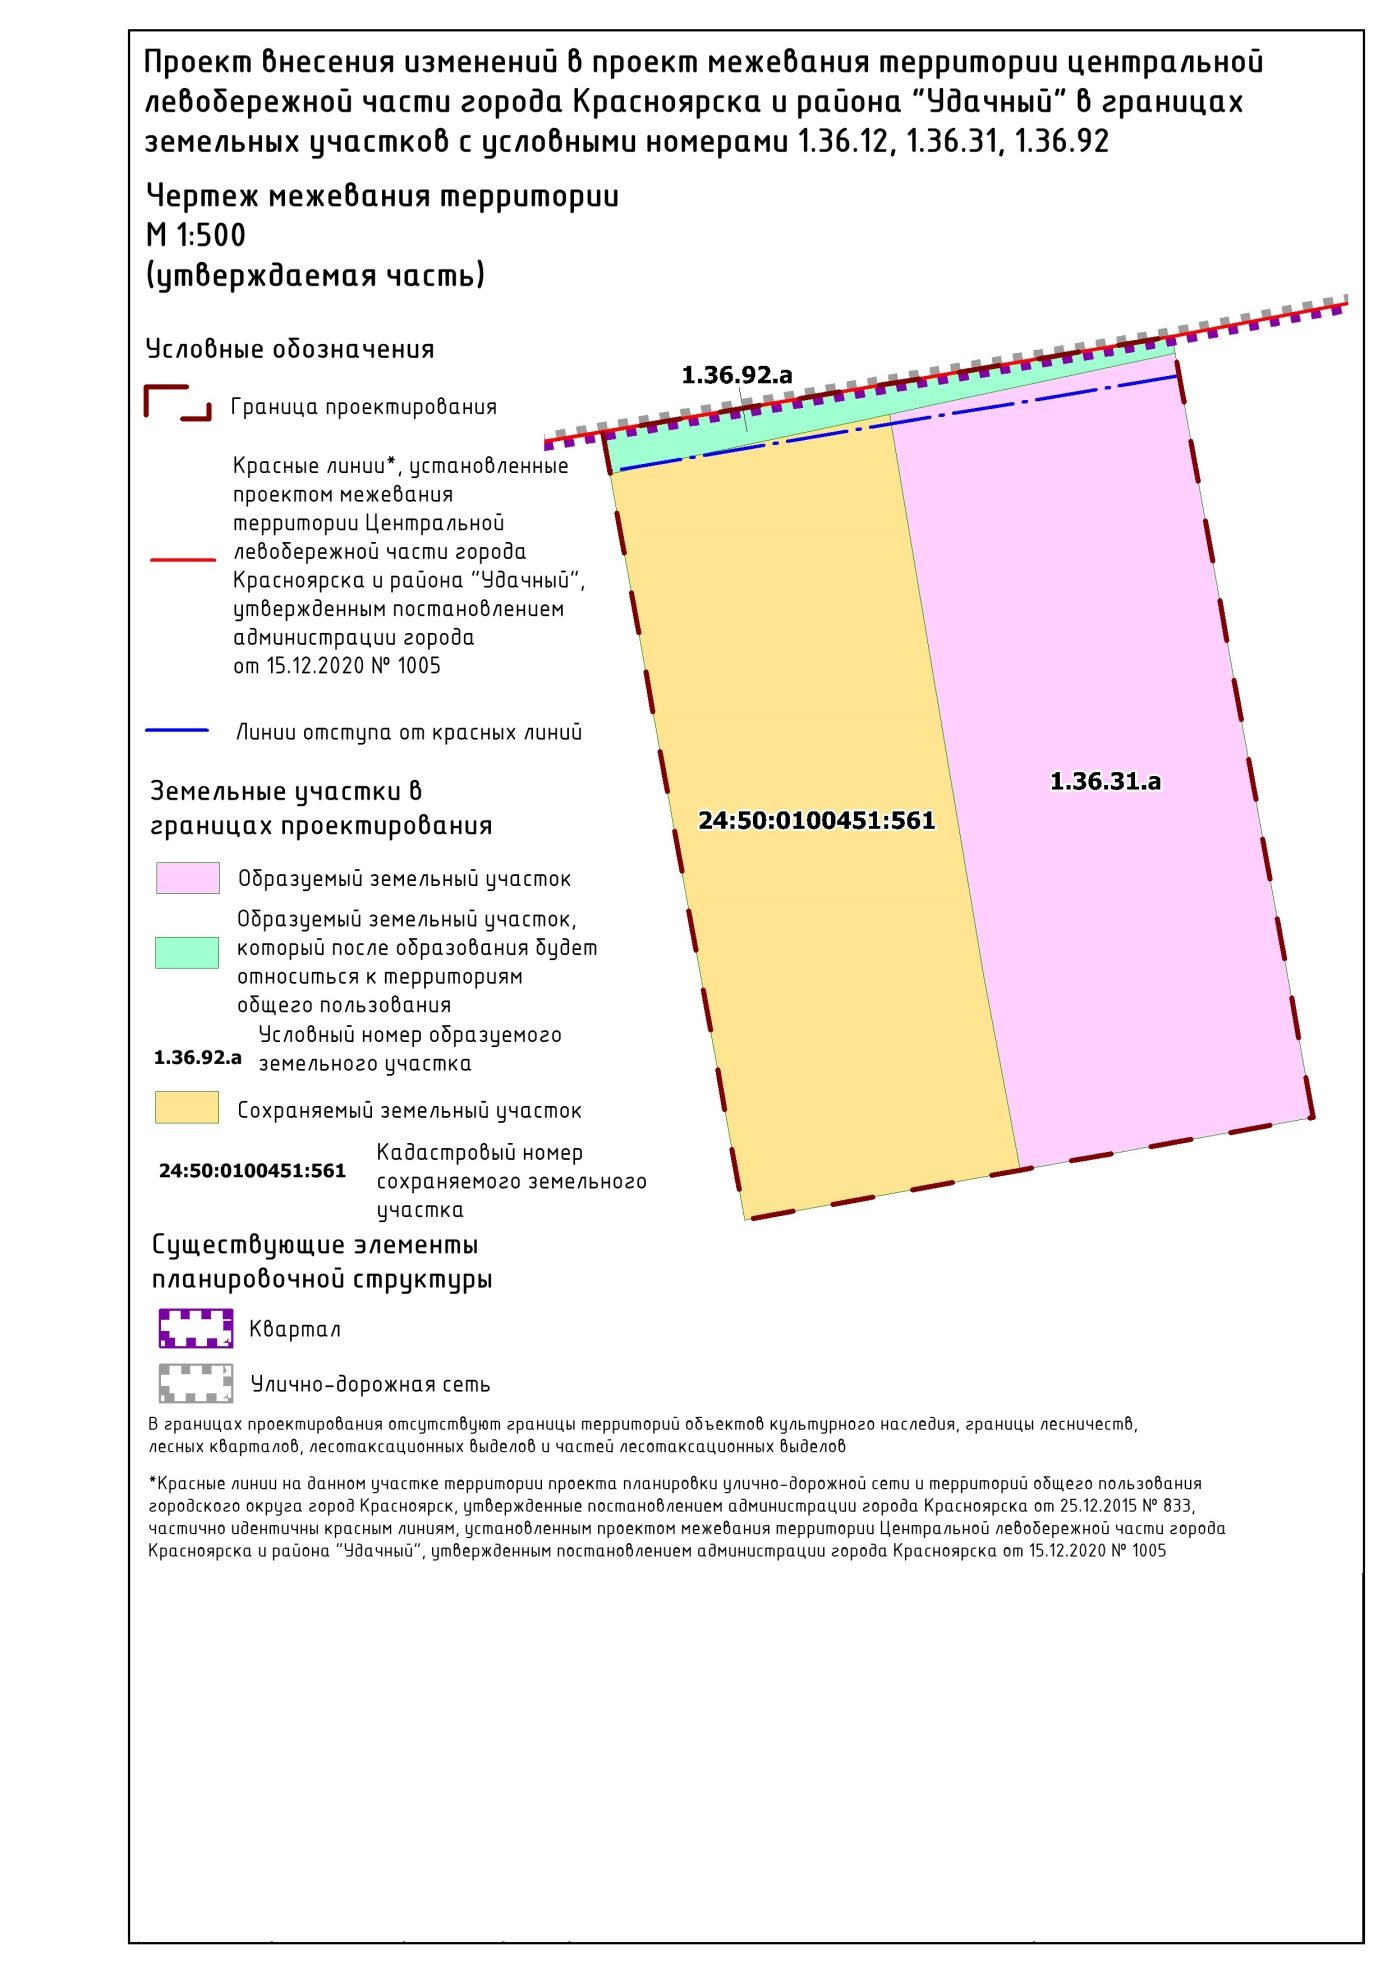 Проект внесения изменений в проект межевания территории центральной
левобережной части города Красноярска и района "Удачный" в границах
земельных участков с условными номерами 1.36.12, 1.36.31, 1.36.92
Чертеж межевания территории
М 1:500
(утверждаемая часть)
Условные обозначения
Граница проектирования
Красные линии*, установленные
проектом межевания
территории Центральной
левобережной части города
Красноярска и района "Удачный",
утвержденным постановлением
администрации города
от 15.12.2020 № 1005
Линии отступа от красных линий
Земельные участки в
границах проектирования
Образуемый земельный участок
Образуемый земельный участок,
который после образования будет
относиться к территориям
общего пользования
1.36.92.а
Условный номер образуемого
земельного участка
Сохраняемый земельный участок
24:50:0100451:561
Кадастровый номер
сохраняемого земельного
участка
Существующие элементы
планировочной структуры
Квартал
Улично-дорожная сеть
1.36.92.а
24:50:0100451:561
1.36.31.а
В границах проектирования отсутствуют границы территорий объектов культурного наследия, границы лесничеств,
лесных кварталов, лесотаксационных выделов и частей лесотаксационных выделов
*Красные линии на данном участке территории проекта планировки улично-дорожной сети и территорий общего пользования
городского округа город Красноярск, утвержденные постановлением администрации города Красноярска от 25.12.2015 № 833,
частично идентичны красным линиям, установленным проектом межевания территории Центральной левобережной части города
Красноярска и района "Удачный", утвержденным постановлением администрации города Красноярска от 15.12.2020 № 1005